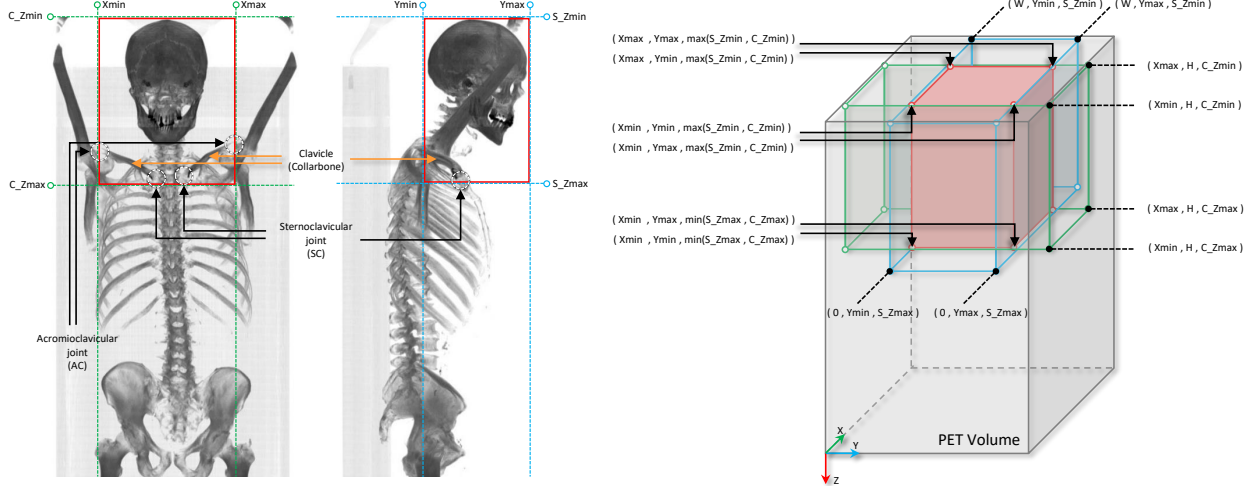 Xmin
Xmax
C_Zmin
C_Zmax
Ymin
Ymax
S_Zmin
S_Zmax
Clavicle
(Collarbone)
Sternoclavicular
joint
(SC)
Acromioclavicular
joint
(AC)
( W , Ymin , S_Zmin )
( W , Ymax , S_Zmin )
( Xmax , Ymax , max(S_Zmin , C_Zmin) )
( Xmax , Ymin , max(S_Zmin , C_Zmin) )
( Xmax , H , C_Zmin )
( Xmin , H , C_Zmin )
( Xmin , Ymin , max(S_Zmin , C_Zmin) )
( Xmin , Ymax , max(S_Zmin , C_Zmin) )
( Xmin , Ymax , min(S_Zmax , C_Zmax) )
( Xmin , Ymin , min(S_Zmax , C_Zmax) )
( Xmax , H , C_Zmax )
( Xmin , H , C_Zmax )
( 0 , Ymin , S_Zmax )
( 0 , Ymax , S_Zmax )
X
Y
Z
PET Volume